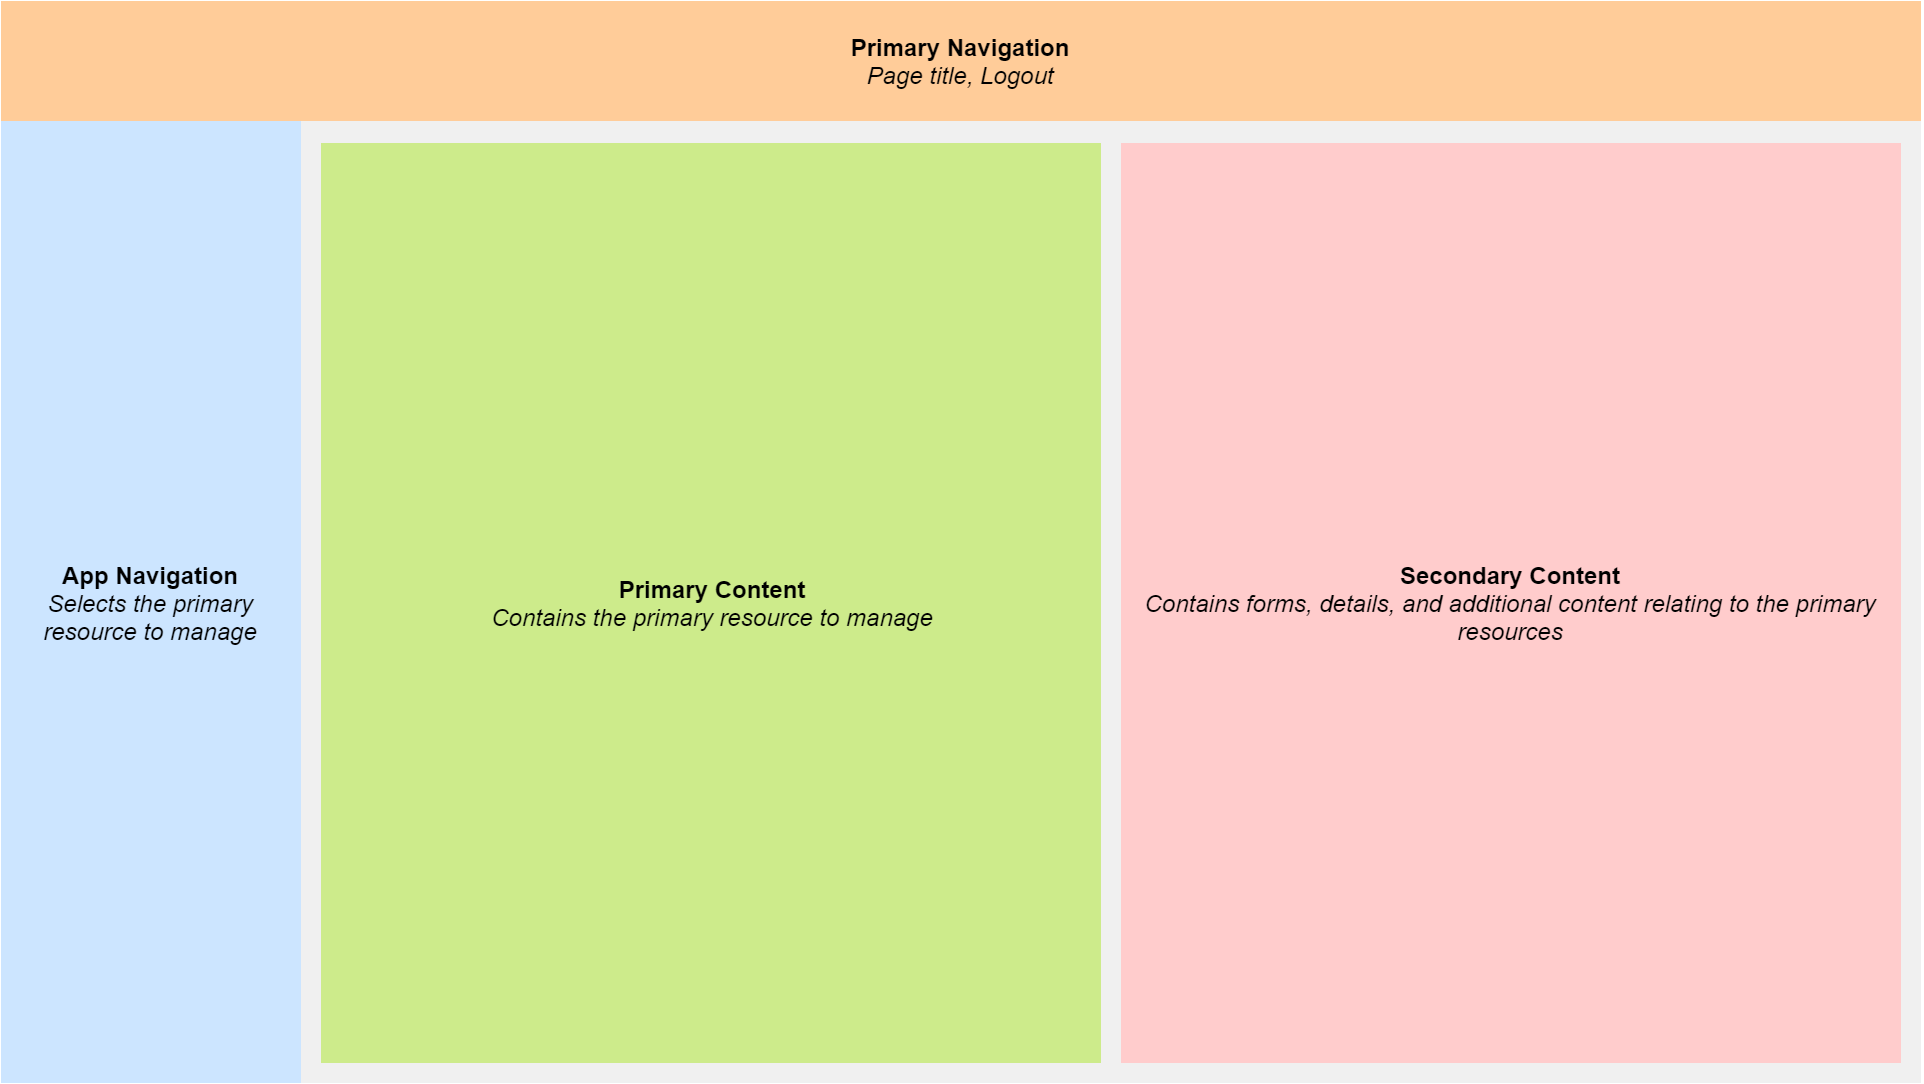 Primary Navigation
Page title, Logout
App Navigation
Selects the primary
resource to manage
Primary Content
Contains the primary resource to manage
Secondary Content
Contains forms, details, and additional content relating to the primary
resources